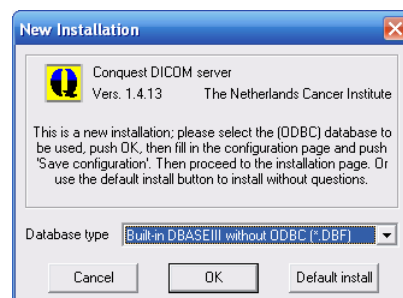 New Installation
Q
Conquest DICOM server
Vers. 1.4.13 The Netherlands Cancer Institute
This is a new installation; please select the (ODBC) database to
be used, push OK, then fill in the configuration page and push
'Save configuration'. Then proceed to the installation page. Or
use the default install button to install without questions.
Database type Built-in DBASEIII without ODBC (*.DBF)
Cancel OK Default install